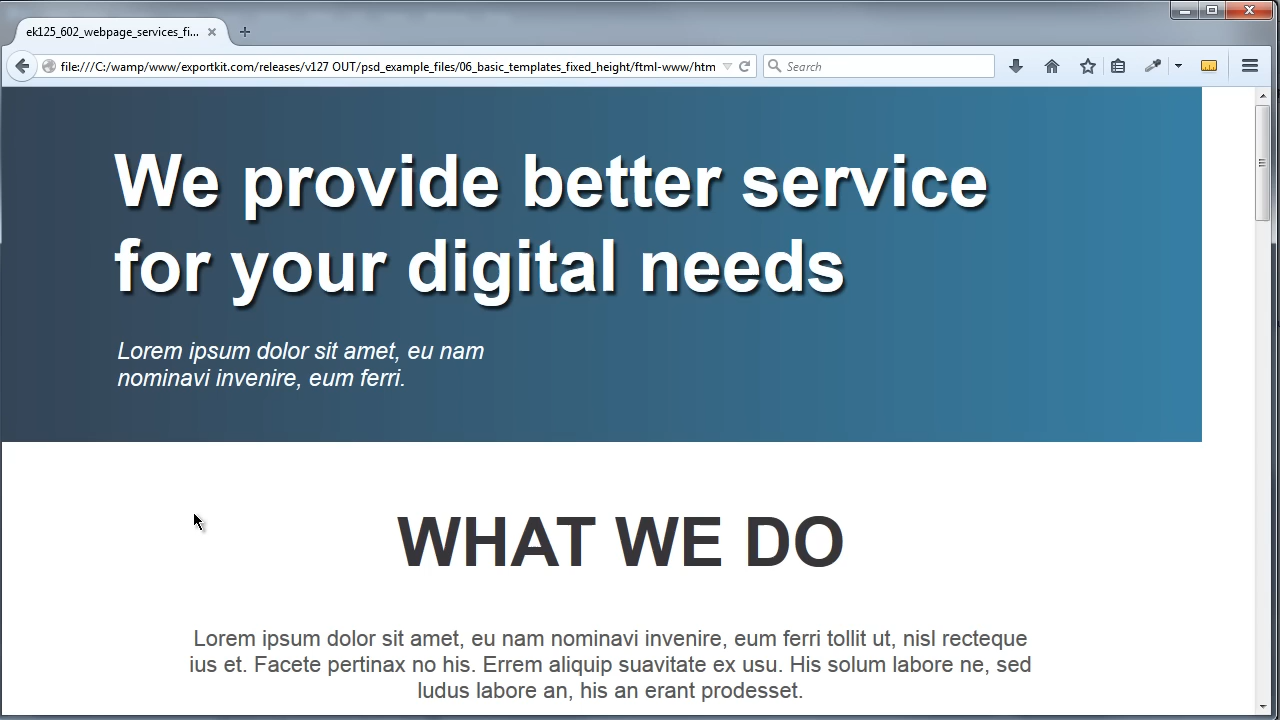 ek125_602_webpage_services_fi...
file:///C:/wamp/www/exportkit.com/releases/v127 OUT/psd_example_files/06_basic_templates_fixed_height/ftml-www/htm
Search
We provide better service
for your digital needs
Lorem ipsum dolor sit amet, eu nam
nominavi invenire, eum ferri.
WHAT WE DO
Lorem ipsum dolor sit amet, eu nam nominavi invenire, eum ferri tollit ut, nisl recteque
ius et. Facete pertinax no his. Errem aliquip suavitate ex usu. His solum labore ne, sed
ludus labore an, his an erant prodesset.